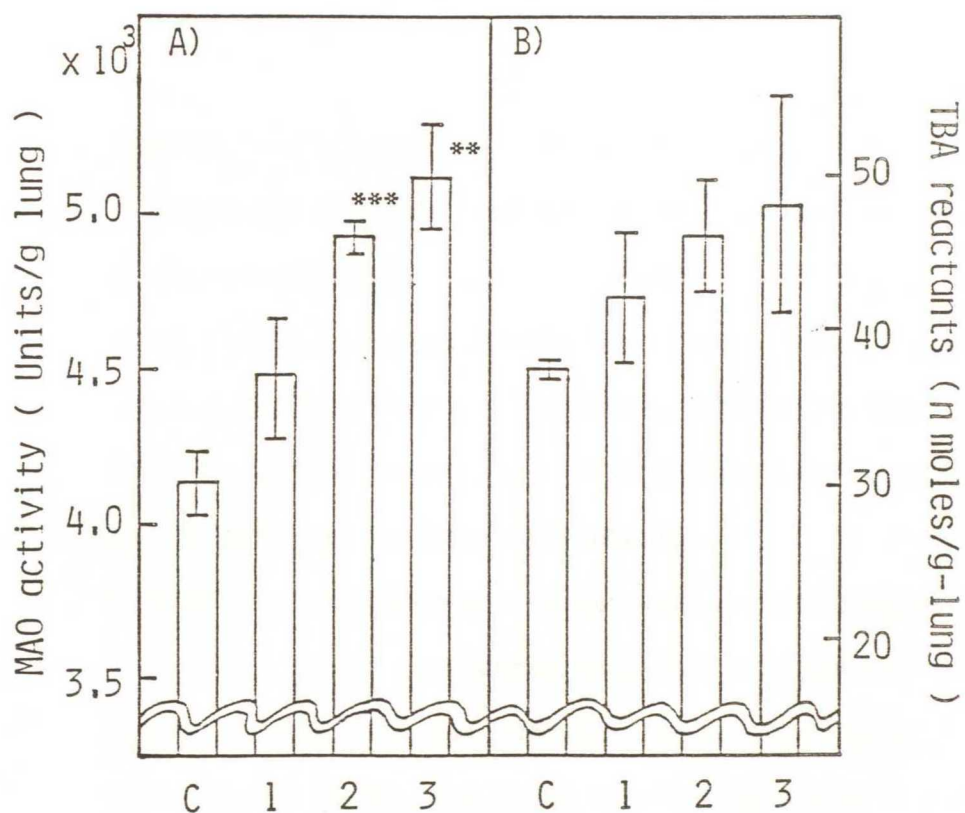 x 10³
A)
B)
MAO activity ( Units/g lung )
5,0
4,5
4,0
3,5
***
**
50
40
30
20
TBA reactants (n moles/g-lung )
C 1 2 3 C 1 2 3